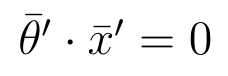 θ̄′ · x̄′ = 0